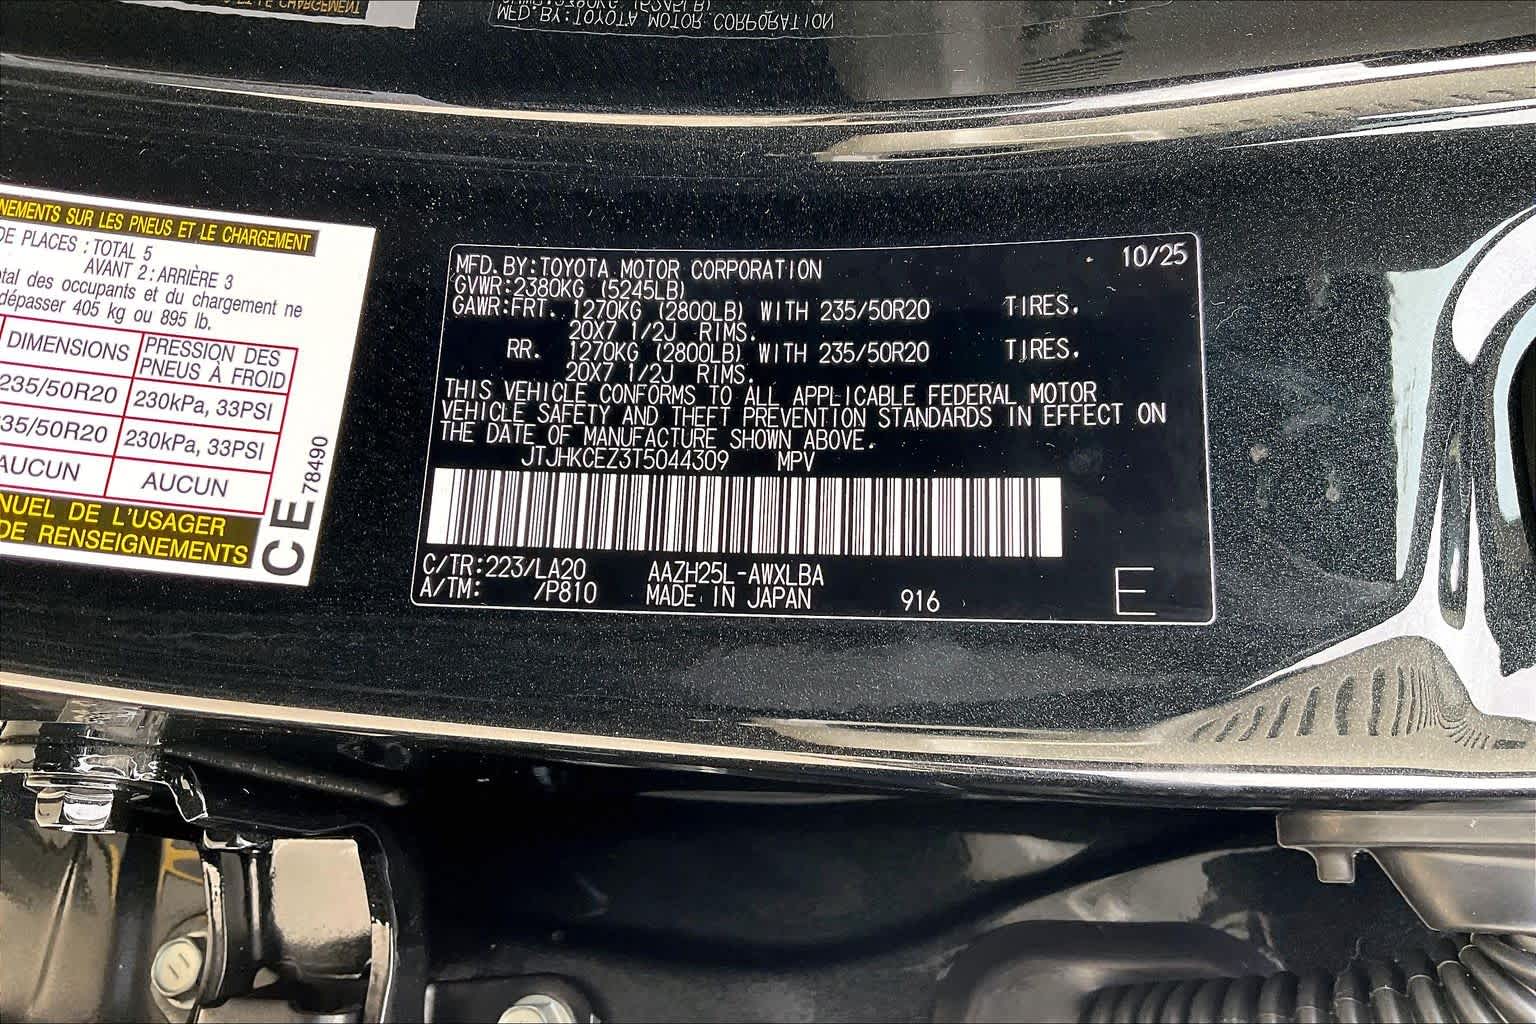 MFD. BY: TOYOTA MOTOR CORPORATION
NEMENTS SUR LES PNEUS ET LE CHARGEMENT
DE PLACES : TOTAL 5
AVANT 2 : ARRIÈRE 3
tal des occupants et du chargement ne
dépasser 405 kg ou 895 lb.
DIMENSIONS PRESSION DES PNEUS À FROID
235/50R20 230kPa, 33PSI
35/50R20 230kPa, 33PSI
AUCUN AUCUN
NUEL DE L'USAGER
DE RENSEIGNEMENTS
CE 78490
10/25
MFD. BY: TOYOTA MOTOR CORPORATION
GVWR: 2380KG (5245LB)
GAWR: FRT. 1270KG (2800LB) WITH 235/50R20 TIRES.
20X7 1/2J RIMS.
RR. 1270KG (2800LB) WITH 235/50R20 TIRES.
20X7 1/2J RIMS.
THIS VEHICLE CONFORMS TO ALL APPLICABLE FEDERAL MOTOR
VEHICLE SAFETY AND THEFT PREVENTION STANDARDS IN EFFECT ON
THE DATE OF MANUFACTURE SHOWN ABOVE.
JTJHKCEZ3T5044309 MPV
C/TR: 223/LA20 AAZH25L-AWXLBA
A/TM: /P810 MADE IN JAPAN 916 E